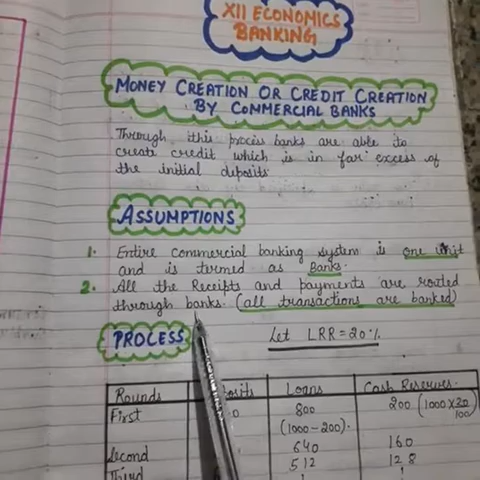 XII ECONOMICS
BANKING
MONEY CREATION OR CREDIT CREATION
BY COMMERCIAL BANKS
Through this process banks are able to
create credit which is in far excess of
the initial deposits
ASSUMPTIONS
1. Entire commercial banking system is one unit
and is termed as Banks.
2. All the Receipts and payments are routed
through banks. (all transactions are banked)
PROCESS Let LRR = 20%
Rounds Loans Cash Reserves.
First 800 200 (1000 × 20/100
(1000-200).
Second 640 160
Third 512 128